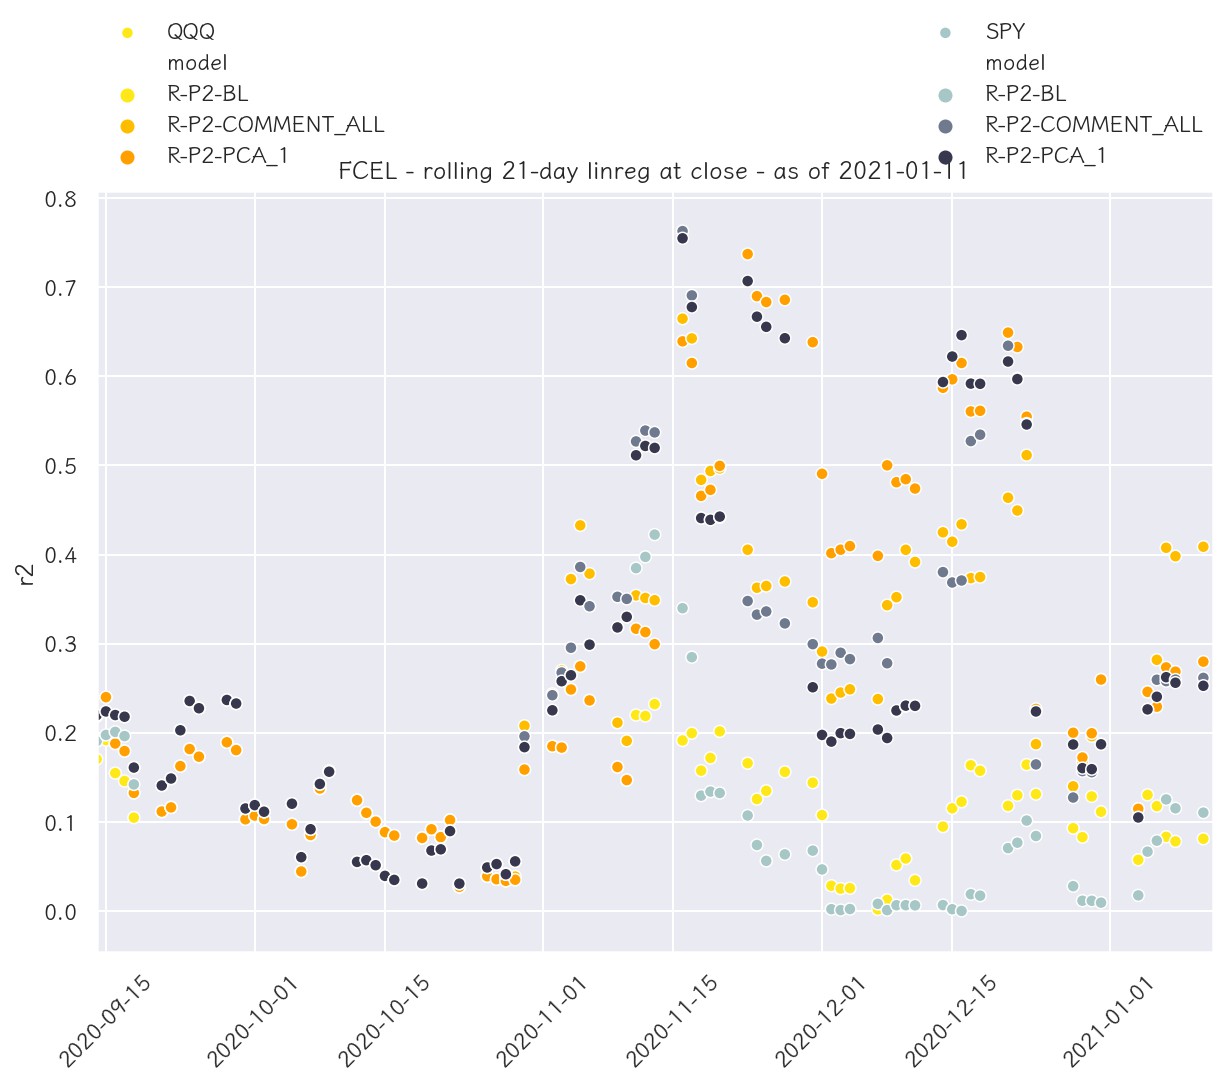 QQQ
model
R-P2-BL
R-P2-COMMENT_ALL
R-P2-PCA_1
SPY
model
R-P2-BL
R-P2-COMMENT_ALL
R-P2-PCA_1
FCEL - rolling 21-day linreg at close - as of 2021-01-11
r2
0.8
0.7
0.6
0.5
0.4
0.3
0.2
0.1
0.0
2020-09-15
2020-10-01
2020-10-15
2020-11-01
2020-11-15
2020-12-01
2020-12-15
2021-01-01